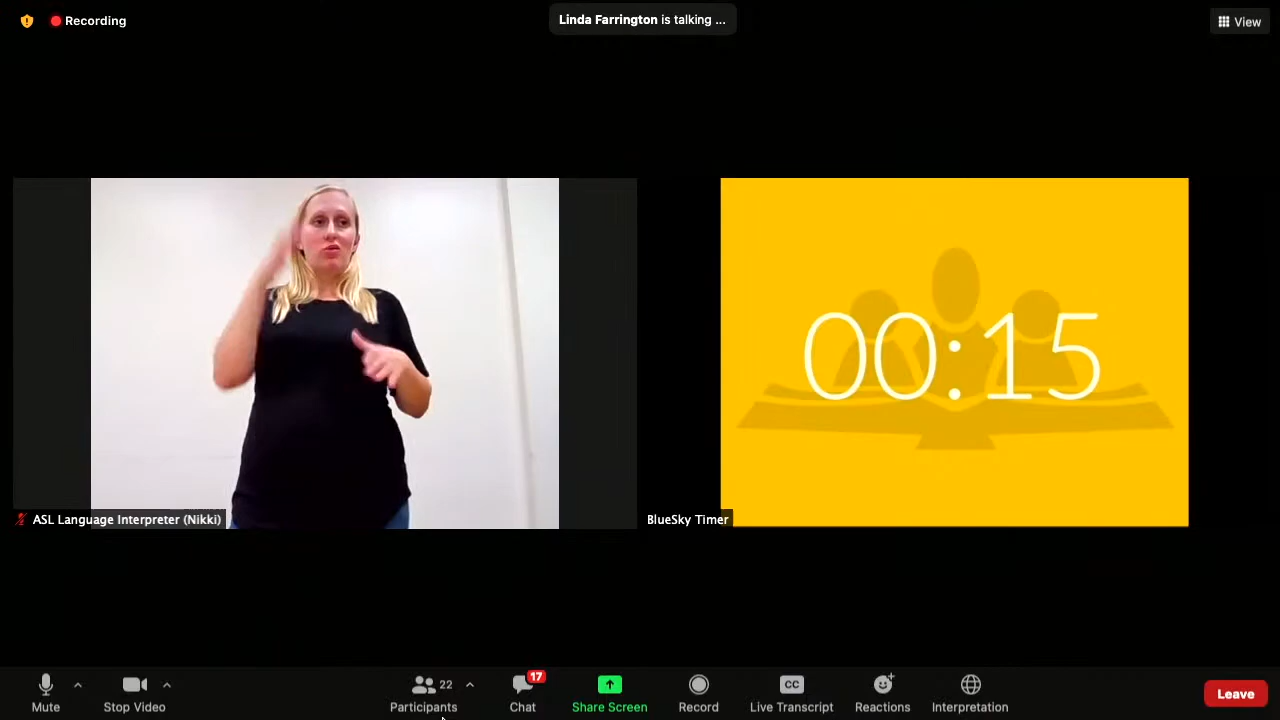 Recording
Linda Farrington is talking ...
View
ASL Language Interpreter (Nikki)
00:15
BlueSky Timer
Mute
Stop Video
22
Participants
17
Chat
Share Screen
Record
CC
Live Transcript
Reactions
Interpretation
Leave